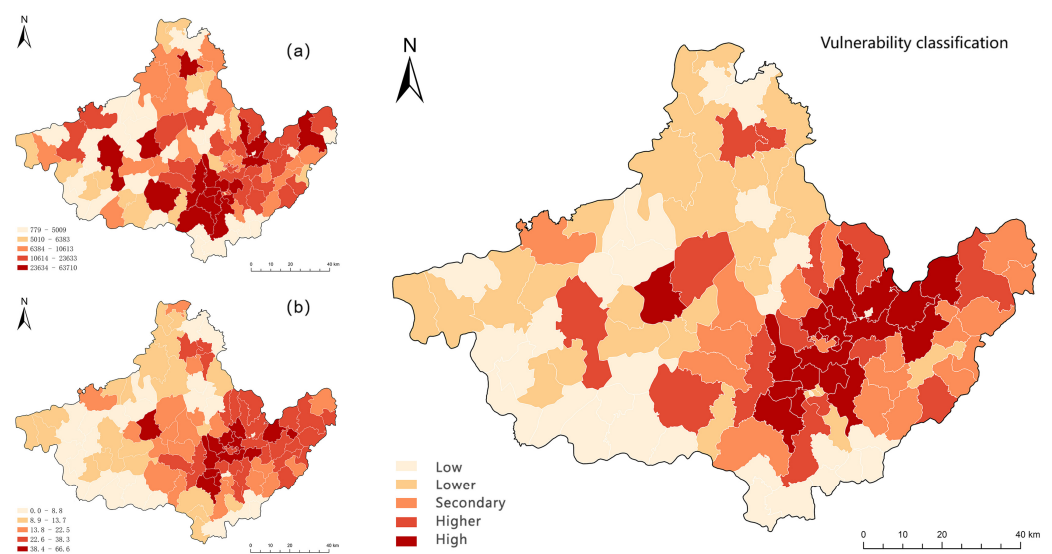 N
(a)
779 - 5009
5010 - 6383
6384 - 10613
10614 - 23633
23634 - 63710
0 10 20 40 km
N
(b)
0.0 - 8.8
8.9 - 13.7
13.8 - 22.5
22.6 - 38.3
38.4 - 66.6
0 10 20 40 km
N
Vulnerability classification
Low
Lower
Secondary
Higher
High
0 10 20 40 km